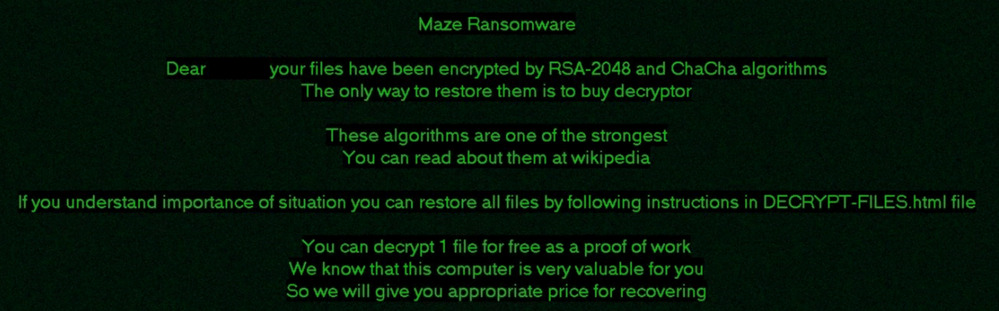 Maze Ransomware
Dear your files have been encrypted by RSA-2048 and ChaCha algorithms
The only way to restore them is to buy decryptor
These algorithms are one of the strongest
You can read about them at wikipedia
If you understand importance of situation you can restore all files by following instructions in DECRYPT-FILES.html file
You can decrypt 1 file for free as a proof of work
We know that this computer is very valuable for you
So we will give you appropriate price for recovering